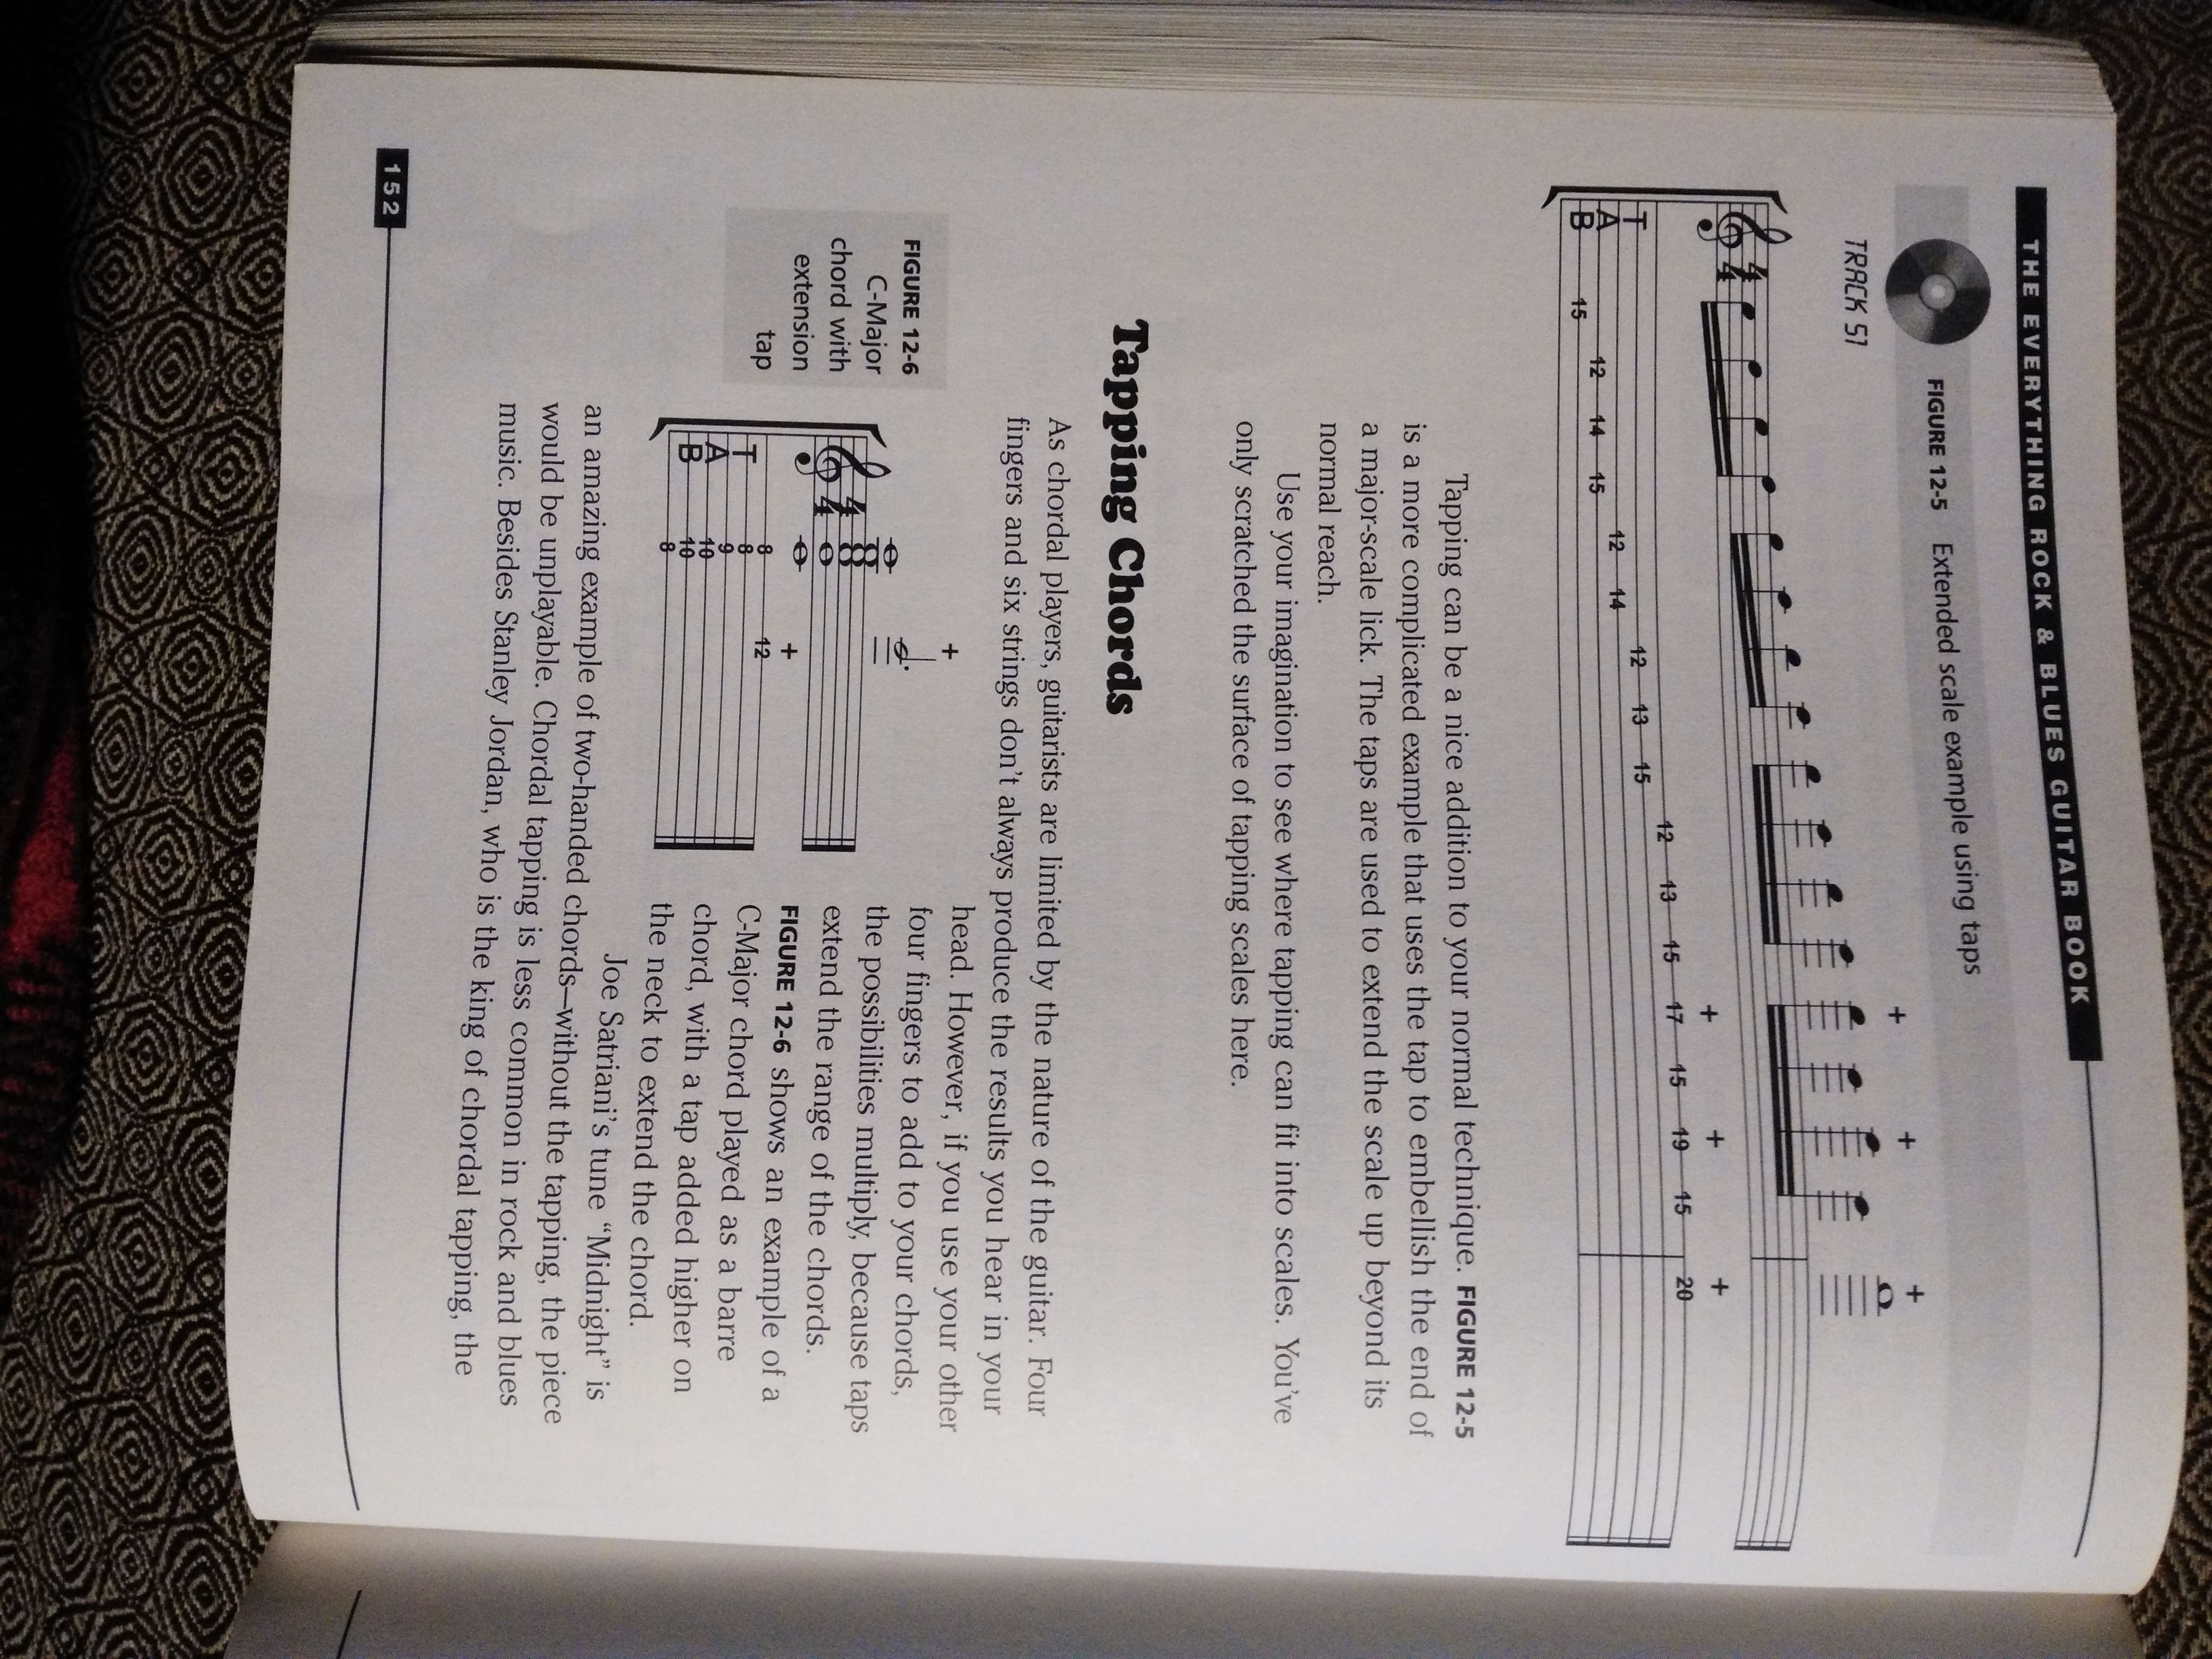 THE EVERYTHING ROCK & BLUES GUITAR BOOK
FIGURE 12-5 Extended scale example using taps
TRACK 51
+ + +
4
4
+ + +
T
A
B
15 12 14 15 12 14 12 13 15 12 13 15 17 15 19 15 20
Tapping can be a nice addition to your normal technique. FIGURE 12-5
is a more complicated example that uses the tap to embellish the end of
a major-scale lick. The taps are used to extend the scale up beyond its
normal reach.
Use your imagination to see where tapping can fit into scales. You've
only scratched the surface of tapping scales here.
Tapping Chords
As chordal players, guitarists are limited by the nature of the guitar. Four
fingers and six strings don't always produce the results you hear in your
head. However, if you use your other
four fingers to add to your chords,
the possibilities multiply, because taps
extend the range of the chords.
FIGURE 12-6 shows an example of a
C-Major chord played as a barre
chord, with a tap added higher on
the neck to extend the chord.
FIGURE 12-6
C-Major
chord with
extension
tap
+
4
4
+
T
A
B
8 12
8
9
10
10
8
Joe Satriani's tune "Midnight" is
an amazing example of two-handed chords—without the tapping, the piece
would be unplayable. Chordal tapping is less common in rock and blues
music. Besides Stanley Jordan, who is the king of chordal tapping, the
152